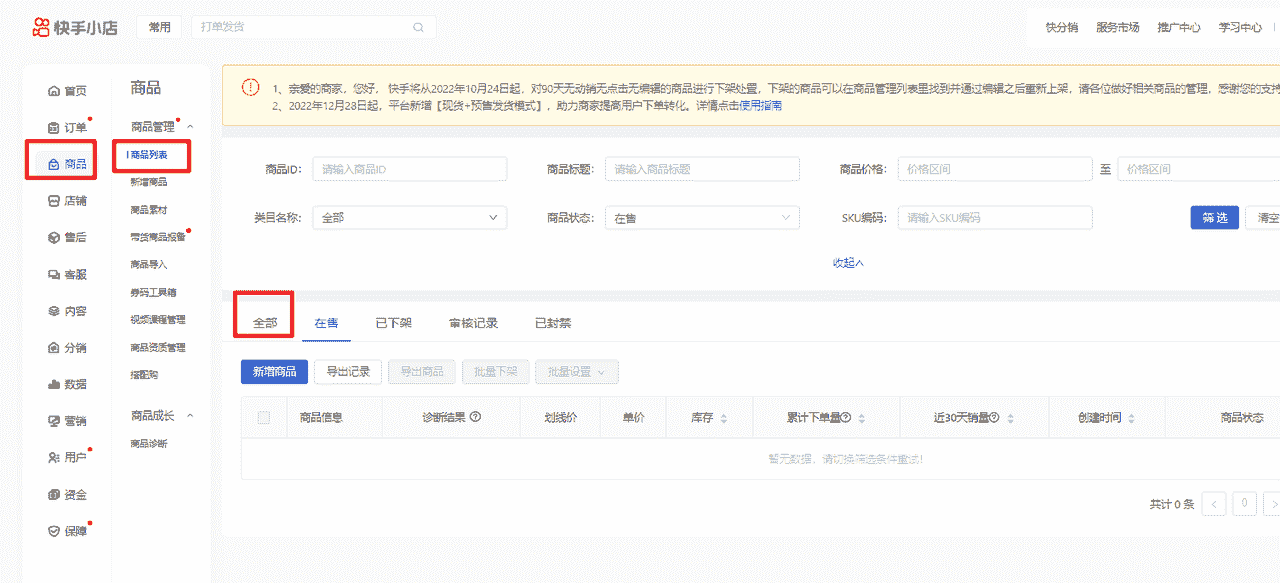 快手小店
常用
打单发货
快分销 服务市场 推广中心 学习中心
首页
订单
商品
店铺
售后
客服
内容
分销
数据
营销
用户
资金
保障
商品
商品管理
商品列表
新增商品
商品素材
带货商品报备
商品导入
券码工具箱
视频课程管理
商品资质管理
搭配购
商品成长
商品诊断
1、亲爱的商家，您好， 快手将从2022年10月24日起，对90天无动销无点击无编辑的商品进行下架处置，下架的商品可以在商品管理列表里找到并通过编辑之后重新上架，请各位做好相关商品的管理，感谢您的支持
2、2022年12月28日起，平台新增【现货+预售发货模式】，助力商家提高用户下单转化。详情点击使用指南
商品ID: 请输入商品ID 商品标题: 请输入商品标题 商品价格: 价格区间 至 价格区间
类目名称: 全部 商品状态: 在售 SKU编码: 请输入SKU编码 筛选 清空
收起
全部 在售 已下架 审核记录 已封禁
新增商品 导出记录 导出商品 批量下架 批量设置
商品信息 诊断结果 划线价 单价 库存 累计下单量 近30天销量 创建时间 商品状态
暂无数据，请切换筛选条件重试!
共计 0 条 < 0 >